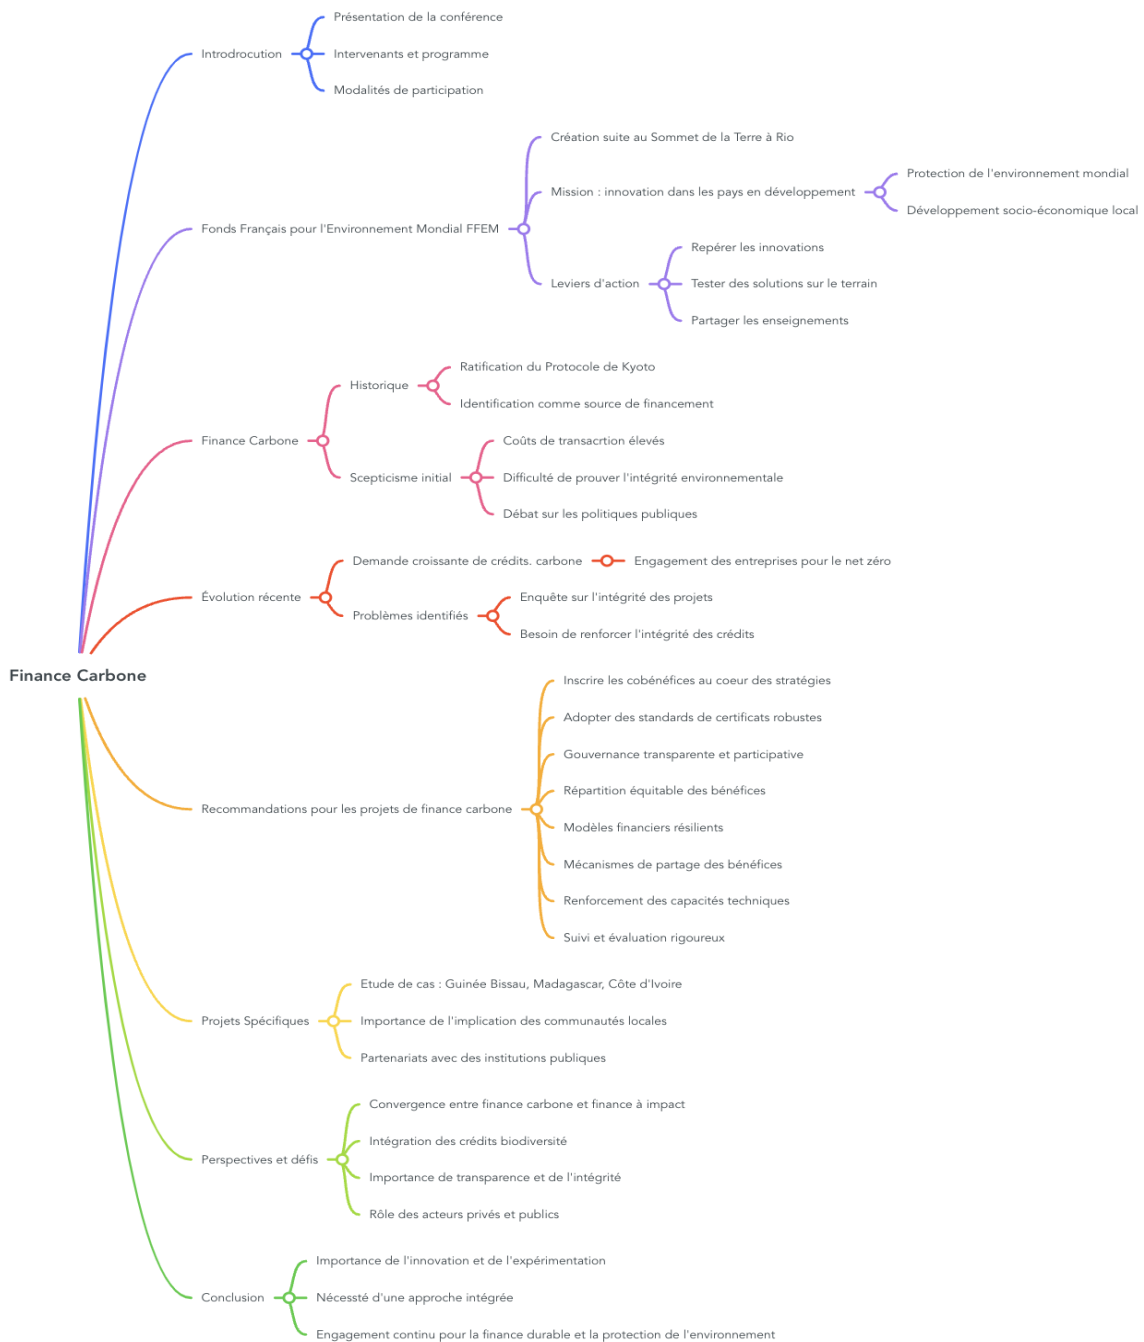 Présentation de la conférence
Introdrocution
Intervenants et programme
Modalités de participation
Création suite au Sommet de la Terre à Rio
Mission : innovation dans les pays en développement
Protection de l'environnement mondial
Développement socio-économique local
Fonds Français pour l'Environnement Mondial FFEM
Leviers d'action
Repérer les innovations
Tester des solutions sur le terrain
Partager les enseignements
Finance Carbone
Historique
Ratification du Protocole de Kyoto
Identification comme source de financement
Scepticisme initial
Coûts de transacrtion élevés
Difficulté de prouver l'intégrité environnementale
Débat sur les politiques publiques
Évolution récente
Demande croissante de crédits. carbone
Engagement des entreprises pour le net zéro
Problèmes identifiés
Enquête sur l'intégrité des projets
Besoin de renforcer l'intégrité des crédits
Finance Carbone
Recommandations pour les projets de finance carbone
Inscrire les cobénéfices au coeur des stratégies
Adopter des standards de certificats robustes
Gouvernance transparente et participative
Répartition équitable des bénéfices
Modèles financiers résilients
Mécanismes de partage des bénéfices
Renforcement des capacités techniques
Suivi et évaluation rigoureux
Projets Spécifiques
Etude de cas : Guinée Bissau, Madagascar, Côte d'Ivoire
Importance de l'implication des communautés locales
Partenariats avec des institutions publiques
Perspectives et défis
Convergence entre finance carbone et finance à impact
Intégration des crédits biodiversité
Importance de transparence et de l'intégrité
Rôle des acteurs privés et publics
Conclusion
Importance de l'innovation et de l'expérimentation
Nécessté d'une approche intégrée
Engagement continu pour la finance durable et la protection de l'environnement